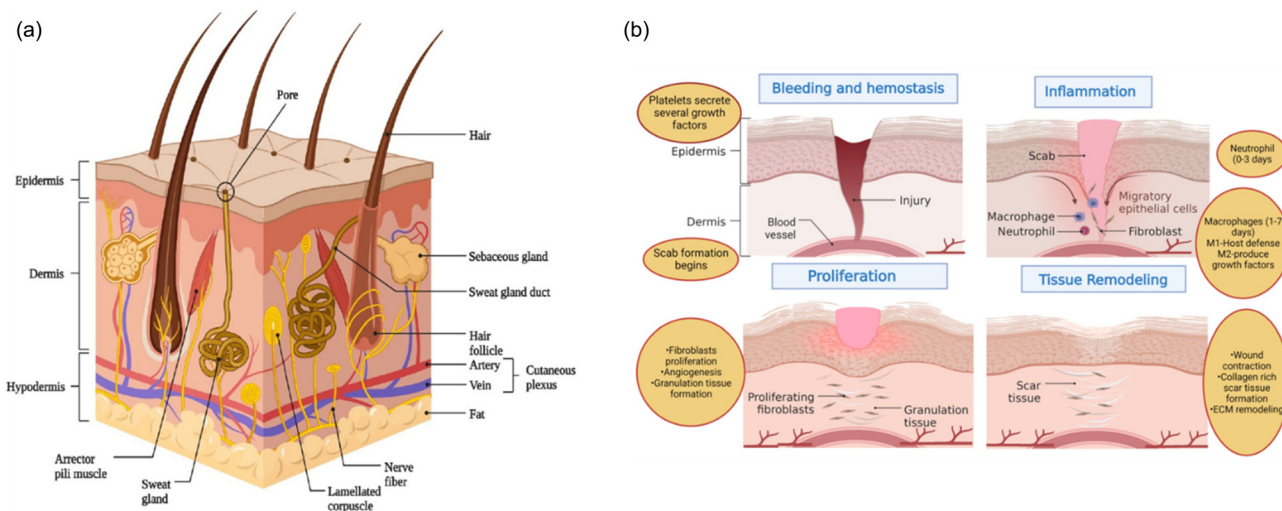 (a)
Pore
Hair
Epidermis
Dermis
Sebaceous gland
Sweat gland duct
Hair
follicle
Artery
Vein
Cutaneous
plexus
Hypodermis
Fat
Arrector
pili muscle
Sweat
gland
Lamellated
corpuscle
Nerve
fiber
(b)
Bleeding and hemostasis
Platelets secrete
several growth
factors
Epidermis
Dermis
Injury
Blood
vessel
Scab formation
begins
Inflammation
Scab
Neutrophil
(0-3 days
Migratory
epithelial cells
Macrophage
Neutrophil
Fibroblast
Macrophages (1-7
days)
M1-Host defense
M2-produce
growth factors
Proliferation
•Fibroblasts
proliferation
•Angiogenesis
•Granulation tissue
formation
Proliferating
fibroblasts
Granulation
tissue
Tissue Remodeling
Scar
tissue
•Wound
contraction
•Collagen rich
scar tissue
formation
•ECM remodeling